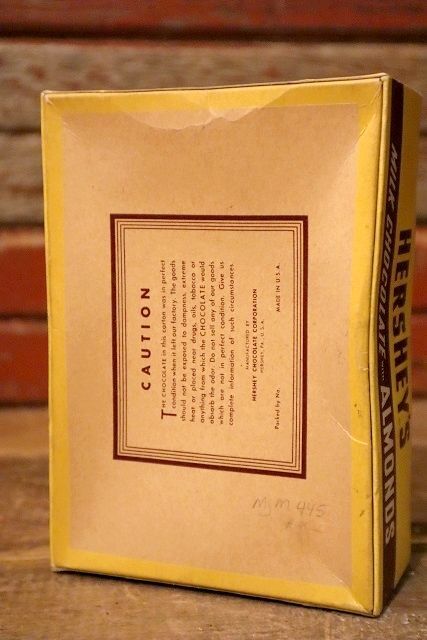 CAUTION
THE CHOCOLATE in this carton was in perfect
condition when it left our factory. The goods
should not be exposed to dampness, extreme
heat or placed near drugs, oils, tobacco or
anything from which the CHOCOLATE would
absorb the odor. Do not sell any of our goods
which are not in perfect condition. Give us
complete information of such circumstances.
MANUFACTURED BY
HERSHEY CHOCOLATE CORPORATION
HERSHEY, PA., U.S.A.
Packed by No. MADE IN U.S.A.
MJM 445
HERSHEY'S
MILK CHOCOLATE ALMONDS